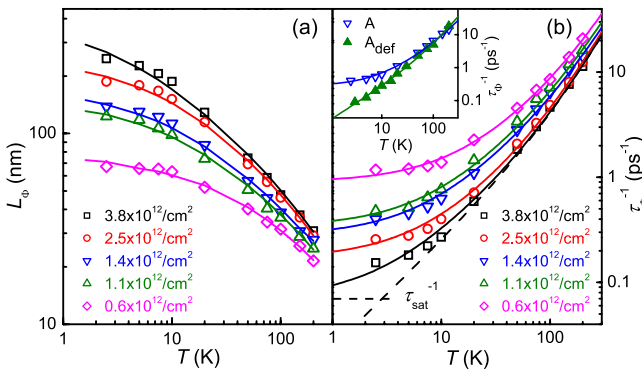 (a)
400
100
10
L_Φ (nm)
3.8x10^12/cm^2
2.5x10^12/cm^2
1.4x10^12/cm^2
1.1x10^12/cm^2
0.6x10^12/cm^2
1
10
100
T (K)
(b)
A
A_def
10
1
0.1
τ_Φ^-1 (ps^-1)
10
100
T (K)
τ_sat^-1
3.8x10^12/cm^2
2.5x10^12/cm^2
1.4x10^12/cm^2
1.1x10^12/cm^2
0.6x10^12/cm^2
1
10
100
T (K)
10
1
0.1
(ps^-1)